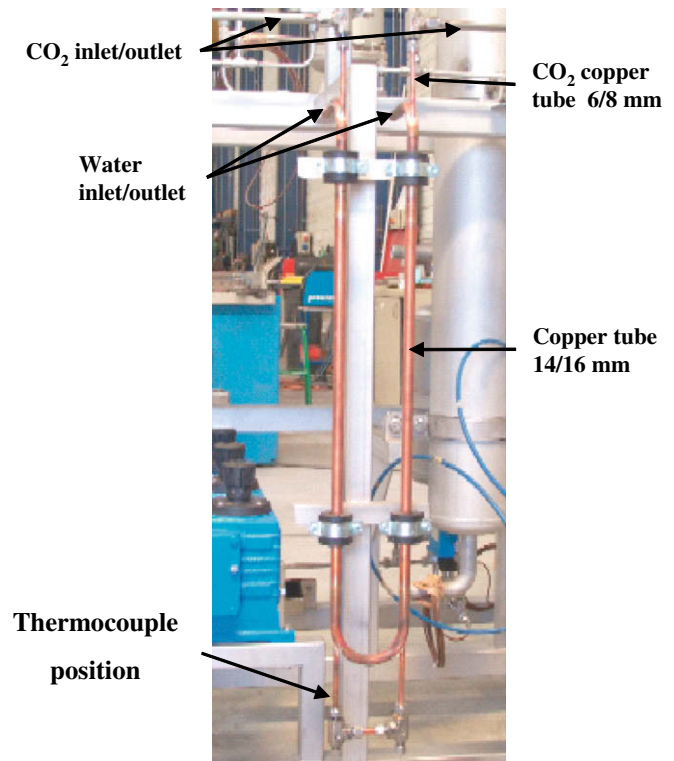 CO₂ inlet/outlet
CO₂ copper
tube 6/8 mm
Water
inlet/outlet
Copper tube
14/16 mm
Thermocouple
position